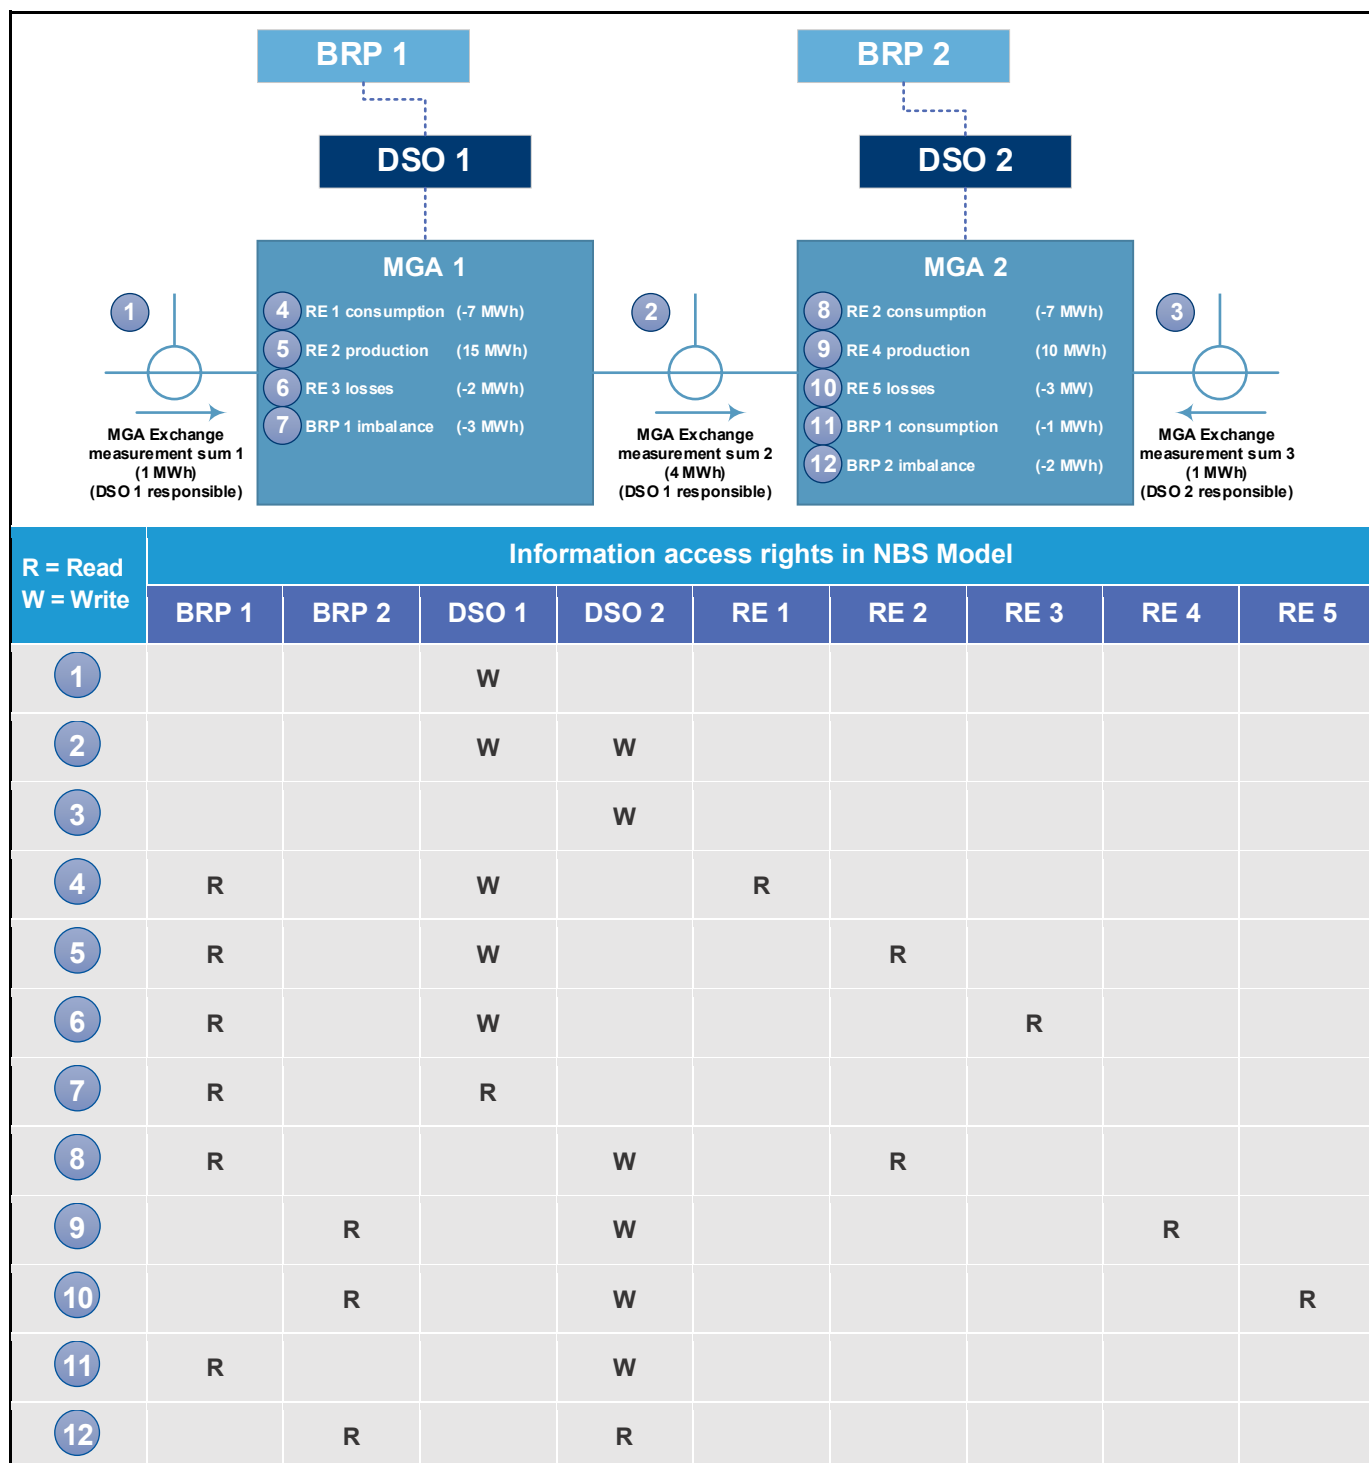 BRP 1
BRP 2
DSO 1
DSO 2
MGA 1
4 RE 1 consumption (-7 MWh)
5 RE 2 production (15 MWh)
6 RE 3 losses (-2 MWh)
7 BRP 1 imbalance (-3 MWh)
MGA 2
8 RE 2 consumption (-7 MWh)
9 RE 4 production (10 MWh)
10 RE 5 losses (-3 MW)
11 BRP 1 consumption (-1 MWh)
12 BRP 2 imbalance (-2 MWh)
1
MGA Exchange
measurement sum 1
(1 MWh)
(DSO 1 responsible)
2
MGA Exchange
measurement sum 2
(4 MWh)
(DSO 1 responsible)
3
MGA Exchange
measurement sum 3
(1 MWh)
(DSO 2 responsible)
R = Read
W = Write
Information access rights in NBS Model
BRP 1 BRP 2 DSO 1 DSO 2 RE 1 RE 2 RE 3 RE 4 RE 5
1 W
2 W W
3 W
4 R W R
5 R W R
6 R W R
7 R R
8 R W R
9 R W R
10 R W R
11 R W
12 R R